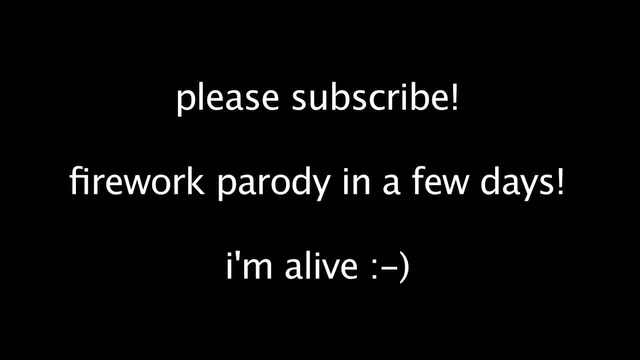 please subscribe!
firework parody in a few days!
i'm alive :-)